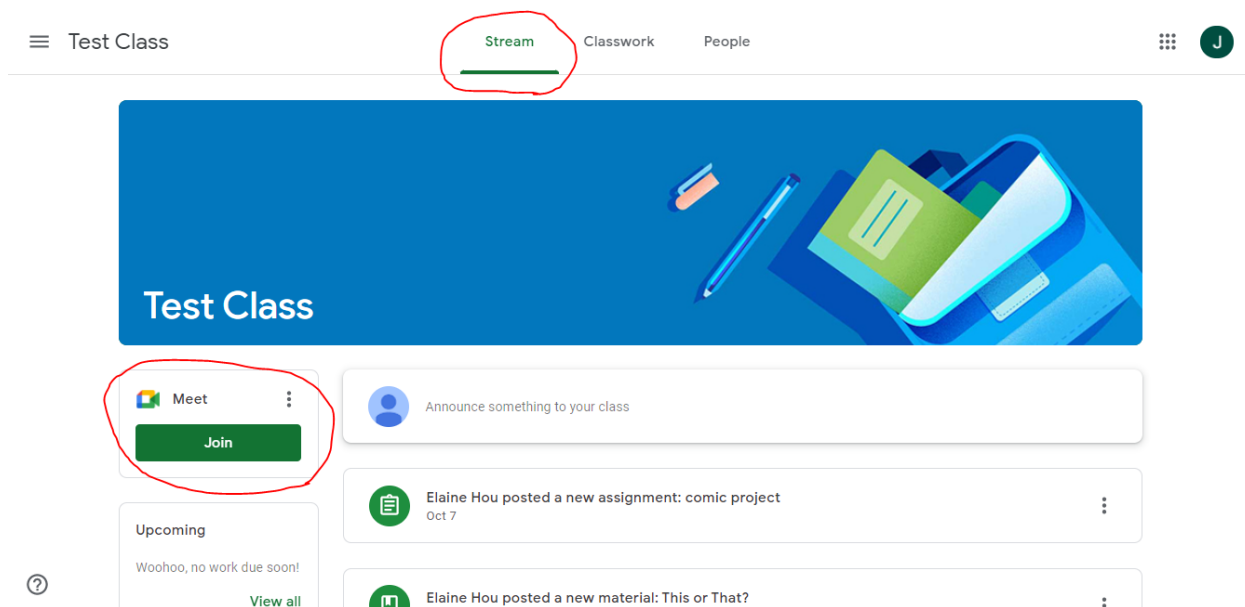 Test Class
Stream
Classwork
People
J
Test Class
Meet
Join
Announce something to your class
Elaine Hou posted a new assignment: comic project
Oct 7
Upcoming
Woohoo, no work due soon!
View all
Elaine Hou posted a new material: This or That?